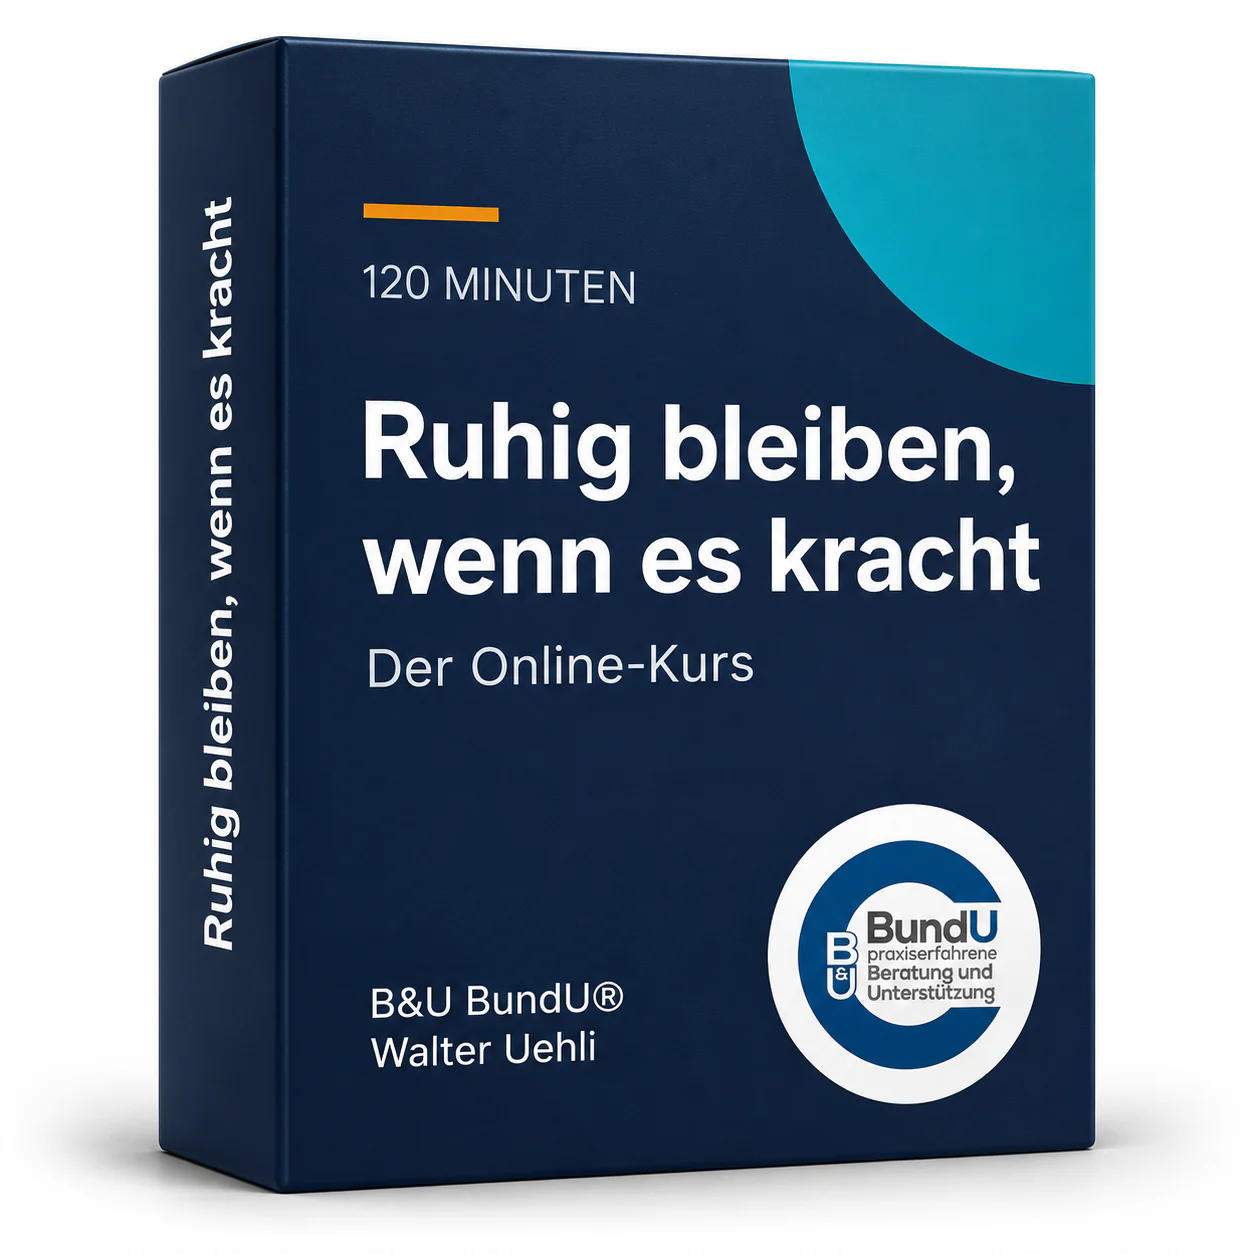 Ruhig bleiben, wenn es kracht
120 MINUTEN
Ruhig bleiben,
wenn es kracht
Der Online-Kurs
B&U BundU®
Walter Uehli
B
&
U
BundU
praxiserfahrene
Beratung und
Unterstützung